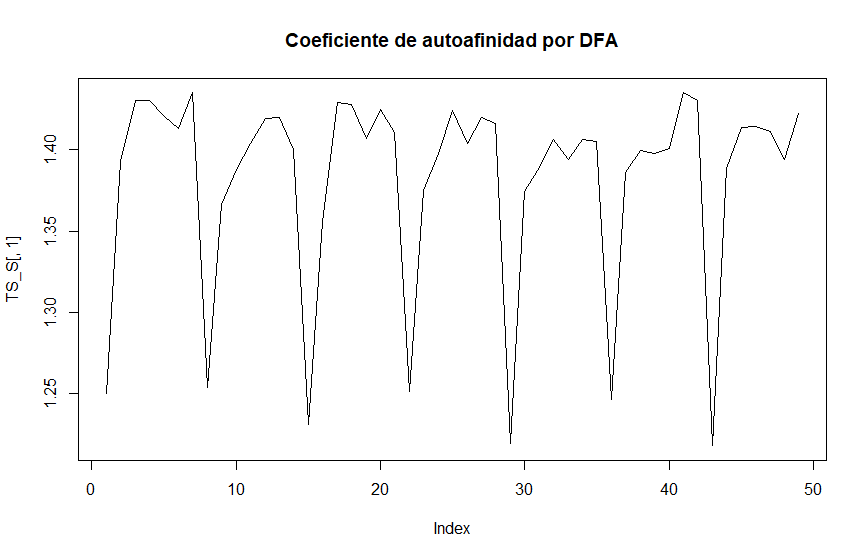 Coeficiente de autoafinidad por DFA
TS_S[, 1]
1.40
1.35
1.30
1.25
0 10 20 30 40 50
Index